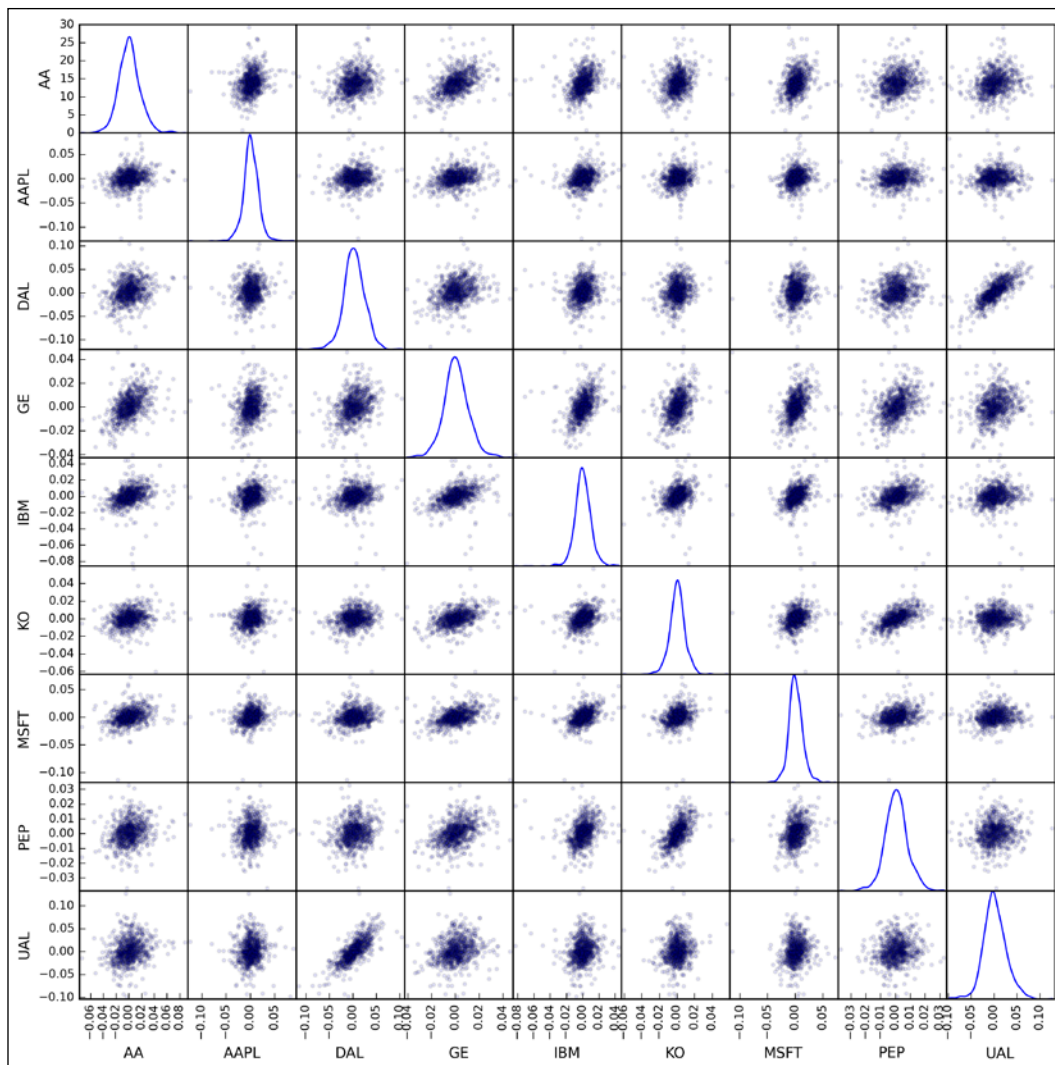 30
25
20
15
10
5
0
AA
0.05
0.00
−0.05
−0.10
AAPL
0.10
0.05
0.00
−0.05
−0.10
DAL
0.04
0.02
0.00
−0.02
−0.04
GE
0.04
0.02
0.00
−0.02
−0.04
−0.06
−0.08
IBM
0.04
0.02
0.00
−0.02
−0.04
−0.06
KO
0.05
0.00
−0.05
−0.10
MSFT
0.03
0.02
0.01
0.00
−0.01
−0.02
−0.03
PEP
0.10
0.05
0.00
−0.05
−0.10
UAL
−0.06 −0.04 −0.02 0.00 0.02 0.04 0.06 0.08
−0.10 −0.05 0.00 0.05
−0.10 −0.05 0.00 0.05 0.10
−0.04 −0.02 0.00 0.02 0.04
−0.08 −0.06 −0.04 −0.02 0.00 0.02 0.04
−0.06 −0.04 −0.02 0.00 0.02 0.04
−0.10 −0.05 0.00 0.05
−0.03 −0.02 −0.01 0.00 0.01 0.02 0.03
−0.10 −0.05 0.00 0.05 0.10
AA AAPL DAL GE IBM KO MSFT PEP UAL